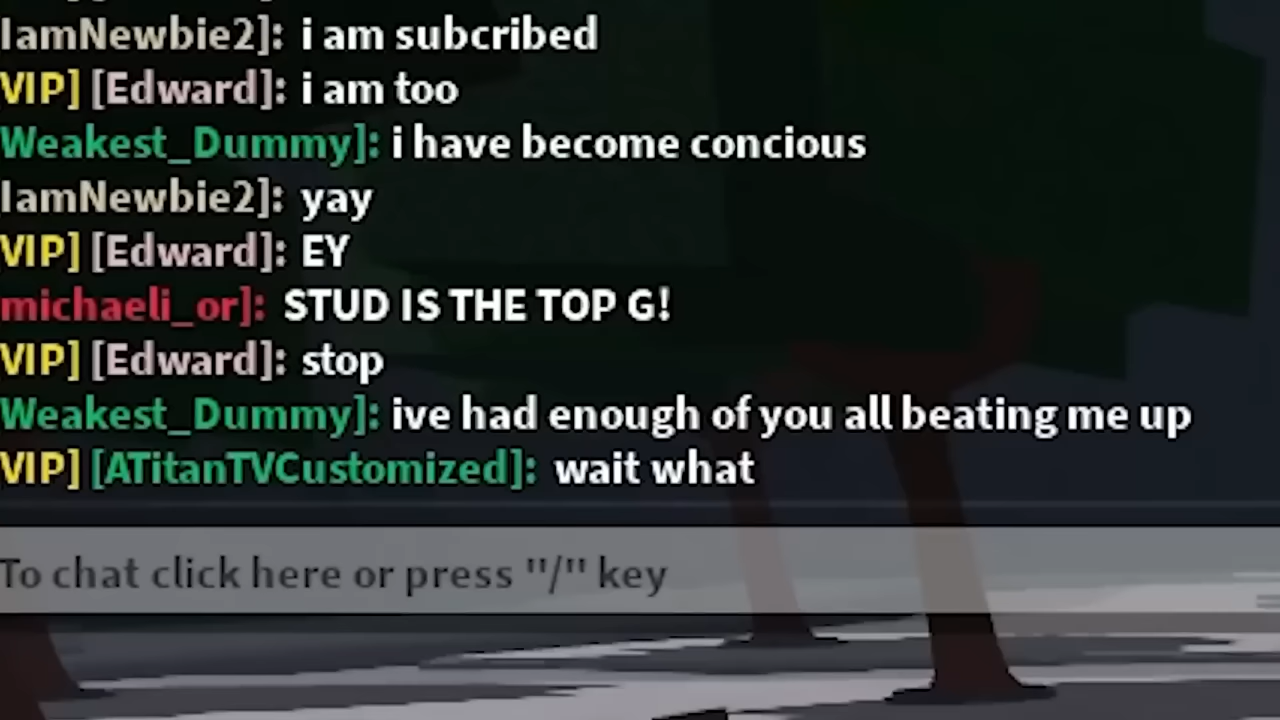 IamNewbie2]: i am subcribed
VIP] [Edward]: i am too
Weakest_Dummy]: i have become concious
IamNewbie2]: yay
VIP] [Edward]: EY
michaeli_or]: STUD IS THE TOP G!
VIP] [Edward]: stop
Weakest_Dummy]: ive had enough of you all beating me up
VIP] [ATitanTVCustomized]: wait what
To chat click here or press "/" key